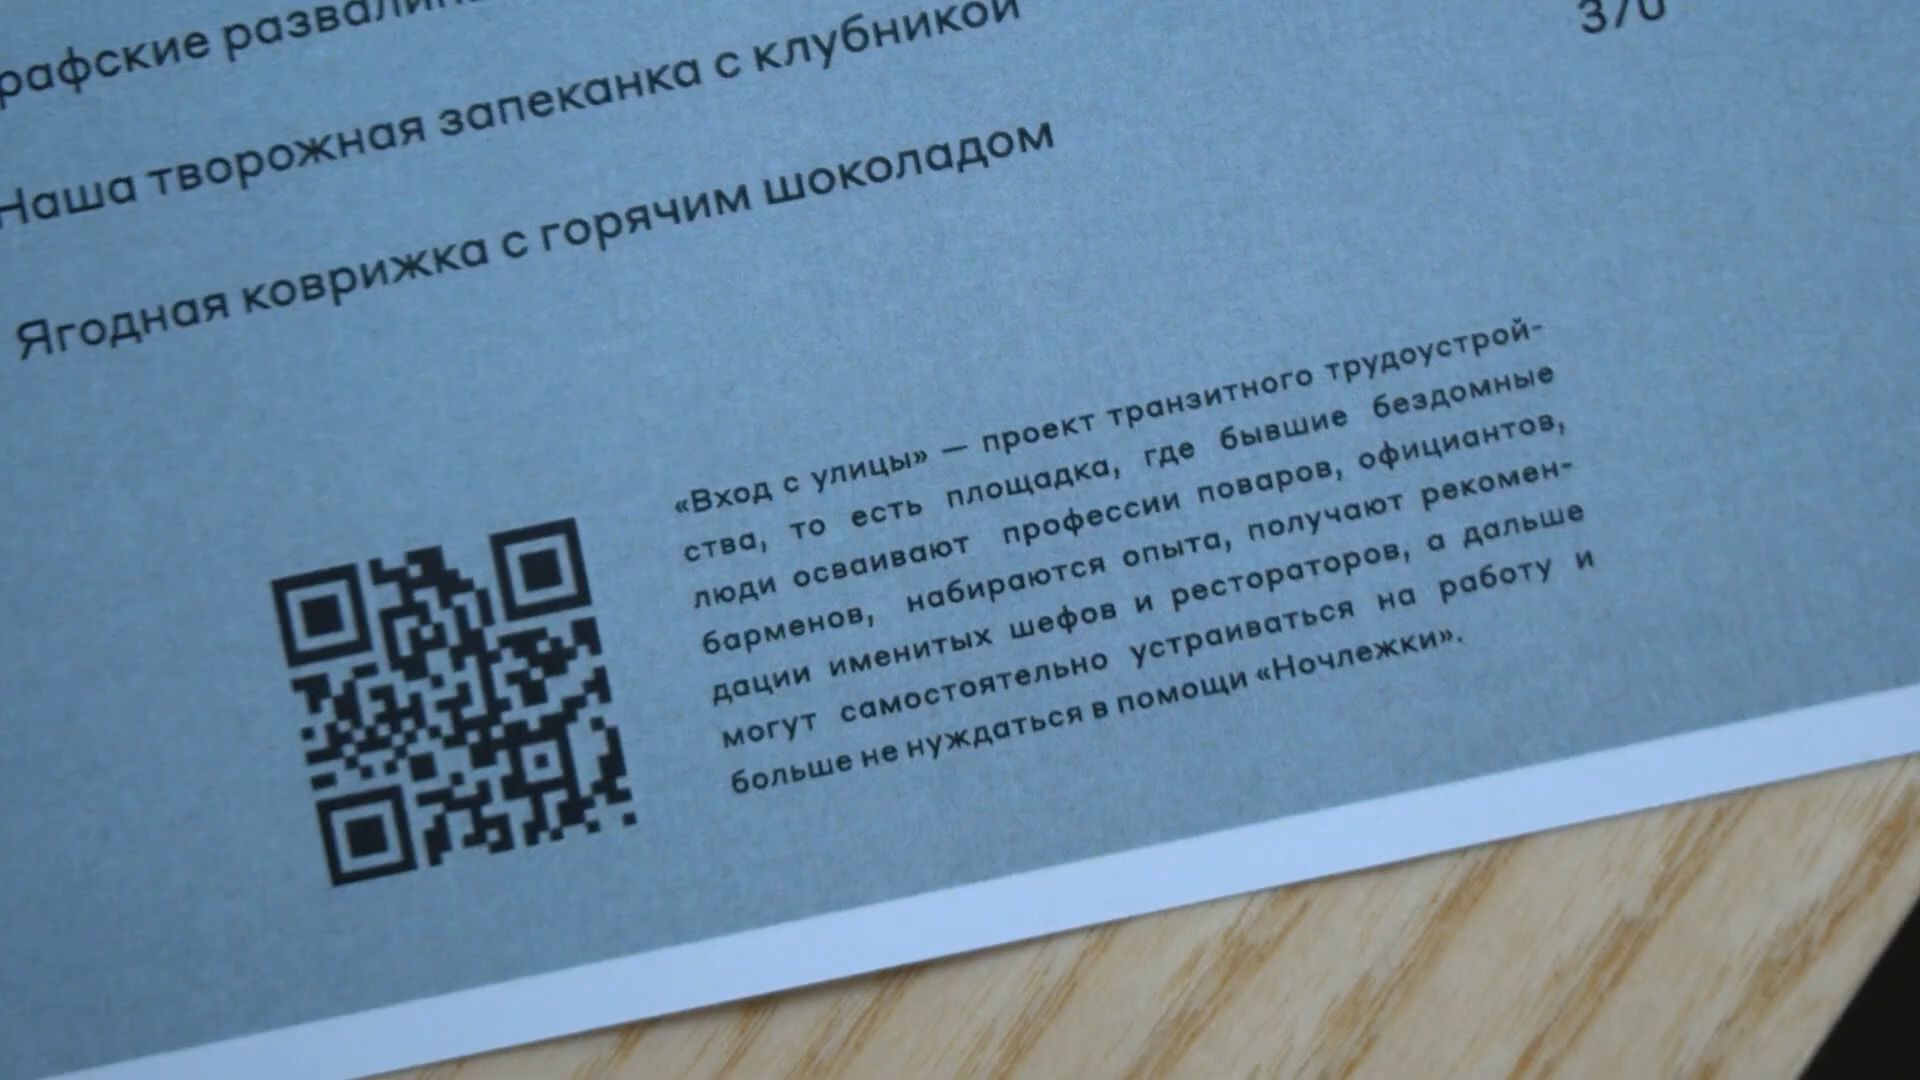 Наша творожная запеканка с клубникой
370
Ягодная коврижка с горячим шоколадом
«Вход с улицы» — проект транзитного трудоустрой-
ства, то есть площадка, где бывшие бездомные
люди осваивают профессии поваров, официантов,
барменов, набираются опыта, получают рекомен-
дации именитых шефов и рестораторов, а дальше
могут самостоятельно устраиваться на работу и
больше не нуждаться в помощи «Ночлежки».